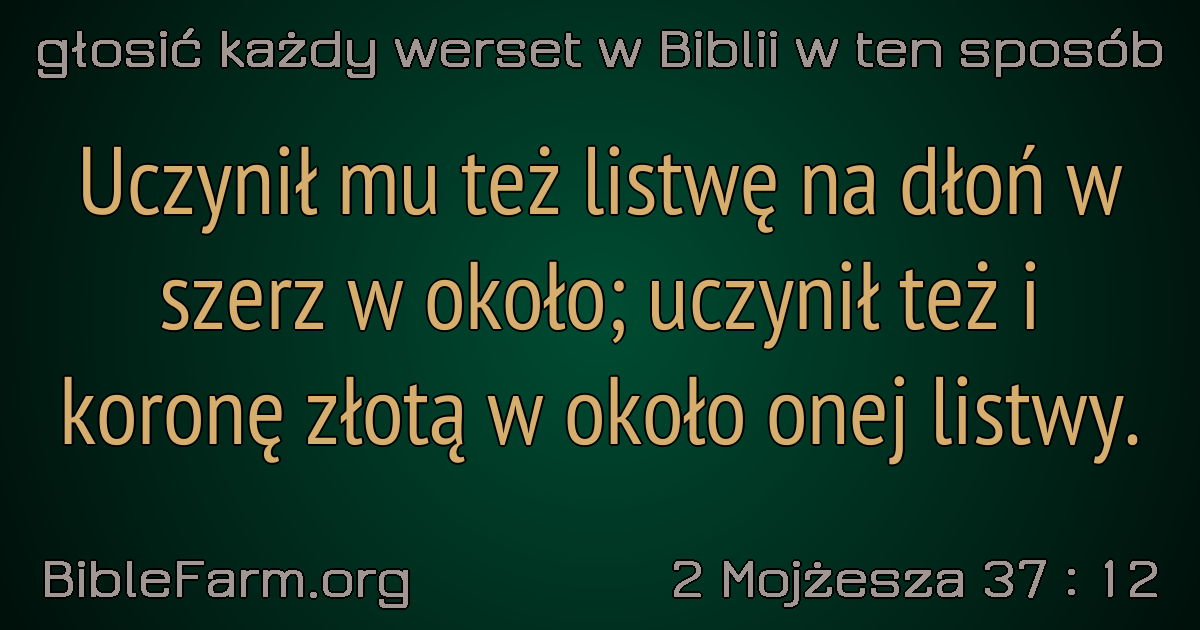 głosić każdy werset w Biblii w ten sposób
Uczynił mu też listwę na dłoń w
szerz w około; uczynił też i
koronę złotą w około onej listwy.
BibleFarm.org
2 Mojżesza 37 : 12